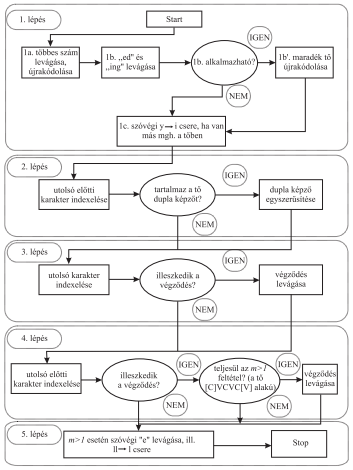 1. lépés
Start
IGEN
1a. többes szám
levágása,
újrakódolása
1b. „ed" és
„ing" levágása
1b. alkalmazható?
1b'. maradék tő
újrakódolása
NEM
1c. szóvégi y→i csere, ha van
más mgh. a tőben
2. lépés
IGEN
utolsó előtti
karakter indexelése
tartalmaz a tő
dupla képzőt?
dupla képző
egyszerűsítése
NEM
3. lépés
IGEN
utolsó karakter
indexelése
illeszkedik a
végződés?
végződés
levágása
NEM
4. lépés
IGEN
IGEN
utolsó előtti
karakter indexelése
illeszkedik
a végződés?
teljesül az m>1
feltétel? (a tő
[C]VCVC[V] alakú)
végződés
levágása
NEM
NEM
5. lépés
m>1 esetén szóvégi "e" levágása, ill.
ll→l csere
Stop